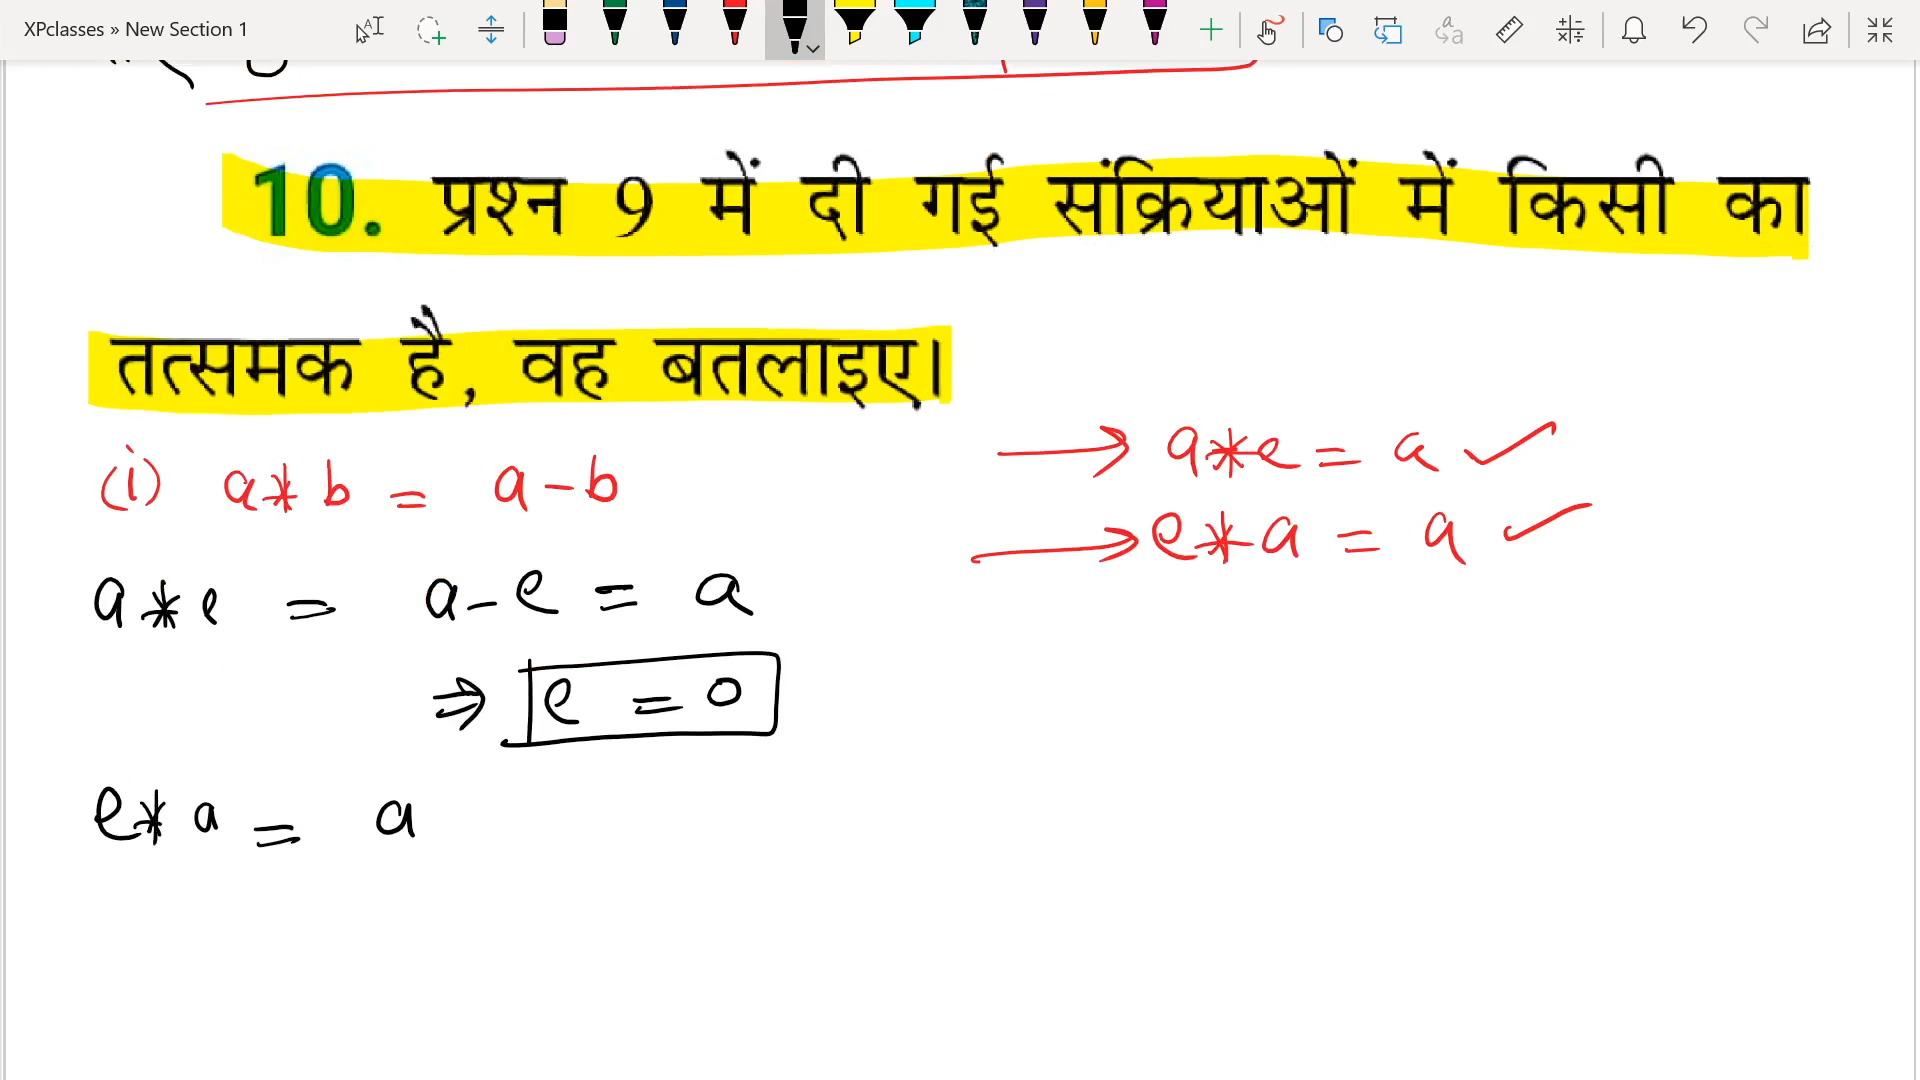 XPclasses » New Section 1
10. प्रश्न 9 में दी गई संक्रियाओं में किसी का
तत्समक है, वह बतलाइए।
(i) a * b = a - b
→ a * e = a ✓
→ e * a = a ✓
a * e = a - e = a
⇒ e = 0
e * a = a